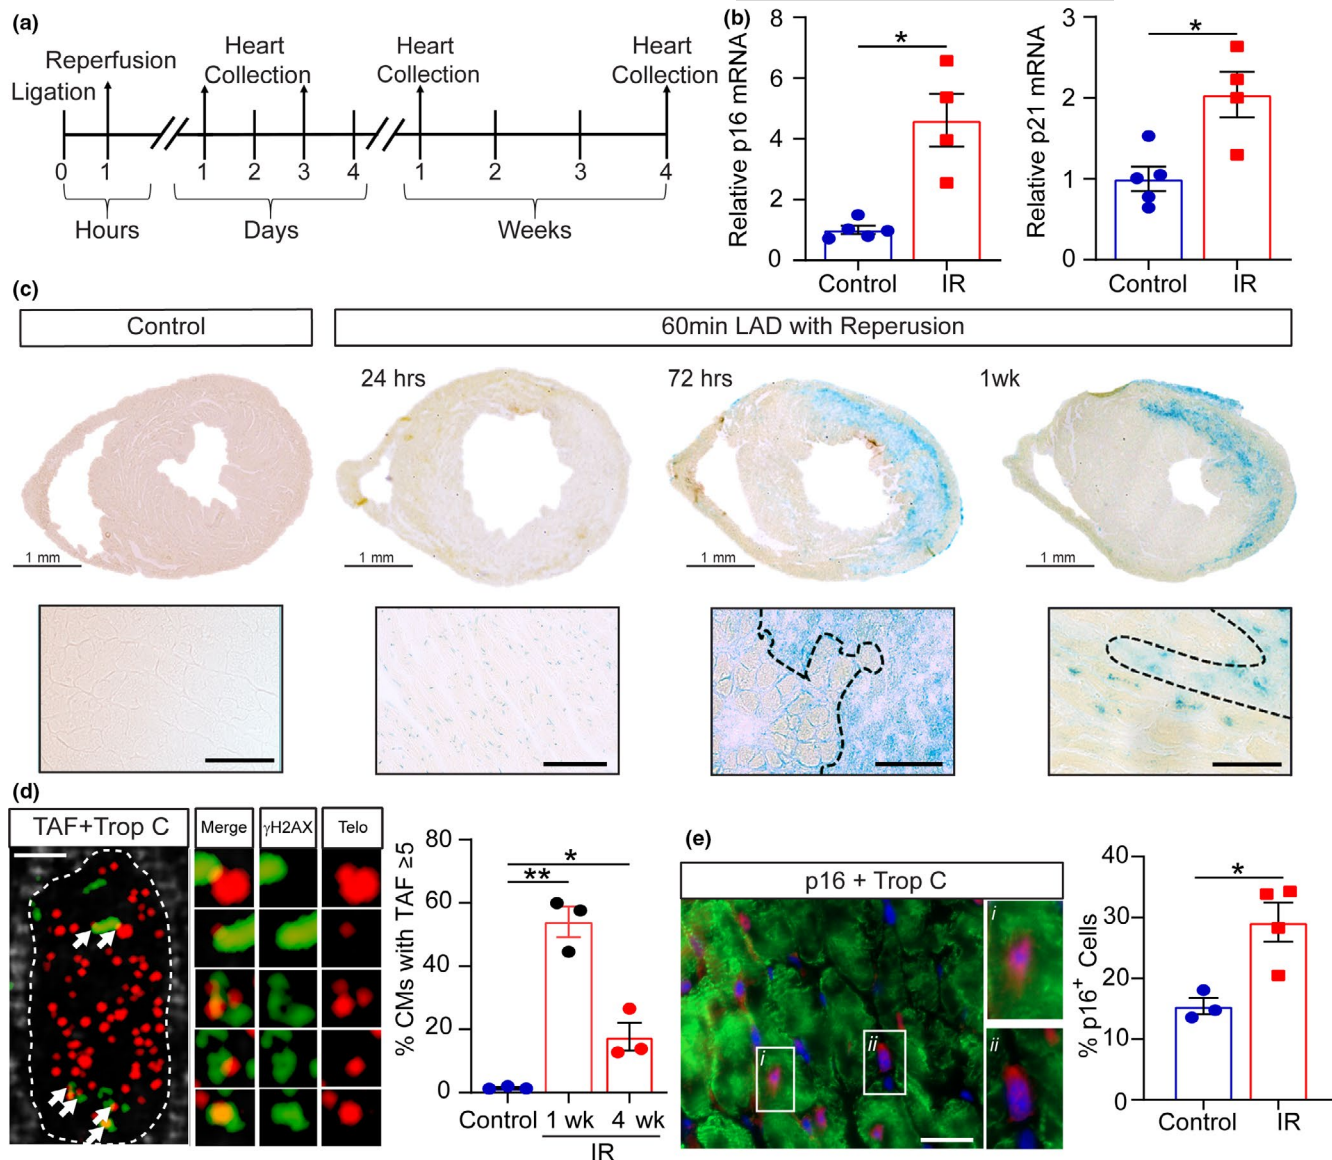 (a)
Ligation
Reperfusion
Heart
Collection
Heart
Collection
Heart
Collection
0 1 1 2 3 4 1 2 3 4
Hours Days Weeks
(b)
Relative p16 mRNA
8
6
4
2
0
*
Control IR
Relative p21 mRNA
3
2
1
0
*
Control IR
(c)
Control
60min LAD with Reperusion
24 hrs
72 hrs
1wk
1 mm
1 mm
1 mm
1 mm
(d)
TAF+Trop C
Merge
γH2AX
Telo
% CMs with TAF ≥5
80
60
40
20
0
*
**
Control 1 wk 4 wk
IR
(e)
p16 + Trop C
i
ii
i
ii
% p16+ Cells
40
30
20
10
0
*
Control IR